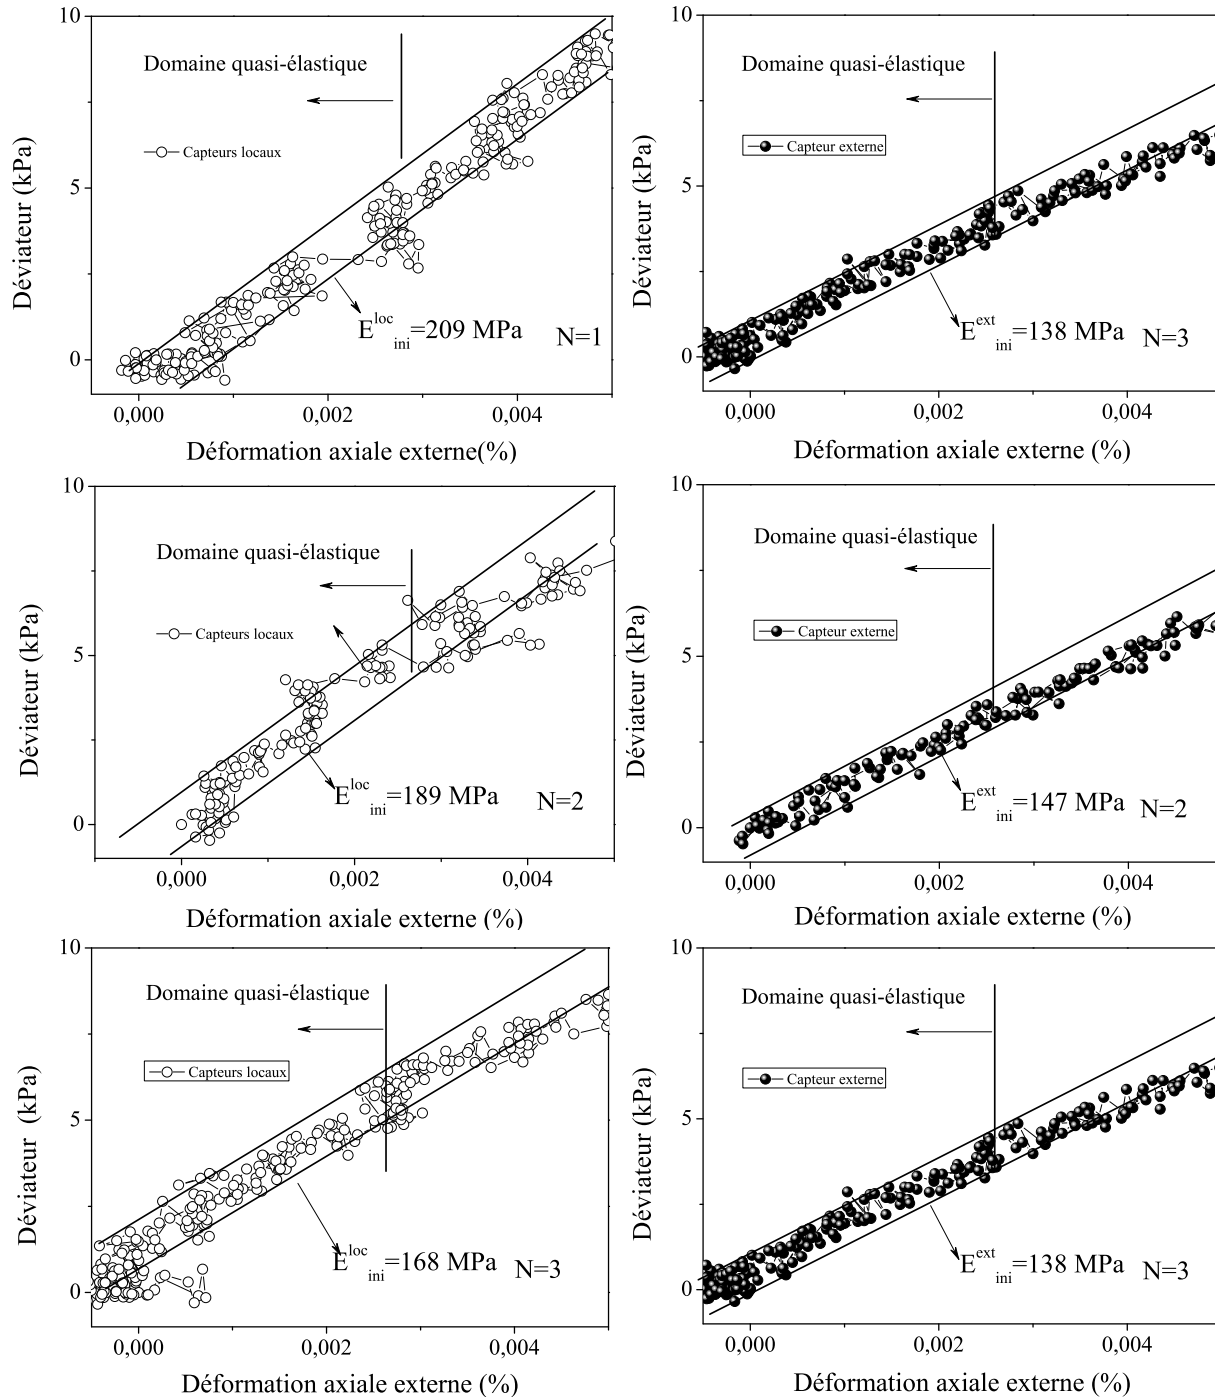 10
Domaine quasi-élastique
Capteurs locaux
5
0
Déviateur (kPa)
E^loc_ini=209 MPa
N=1
0,000 0,002 0,004
Déformation axiale externe(%)
10
Domaine quasi-élastique
Capteur externe
5
0
Déviateur (kPa)
E^ext_ini=138 MPa
N=3
0,000 0,002 0,004
Déformation axiale externe (%)
10
Domaine quasi-élastique
Capteurs locaux
5
0
Déviateur (kPa)
E^loc_ini=189 MPa
N=2
0,000 0,002 0,004
Déformation axiale externe (%)
10
Domaine quasi-élastique
Capteur externe
5
0
Déviateur (kPa)
E^ext_ini=147 MPa
N=2
0,000 0,002 0,004
Déformation axiale externe (%)
10
Domaine quasi-élastique
Capteurs locaux
5
0
Déviateur (kPa)
E^loc_ini=168 MPa
N=3
0,000 0,002 0,004
Déformation axiale externe (%)
10
Domaine quasi-élastique
Capteur externe
5
0
Déviateur (kPa)
E^ext_ini=138 MPa
N=3
0,000 0,002 0,004
Déformation axiale externe (%)